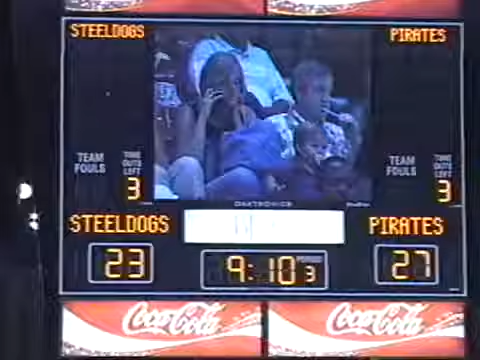 STEELDOGS PIRATES
TEAM FOULS TIME OUTS LEFT 3
TEAM FOULS TIME OUTS LEFT 3
DAKTRONICS
STEELDOGS PIRATES
23 9:10 PERIOD 3 27
Coca-Cola Coca-Cola